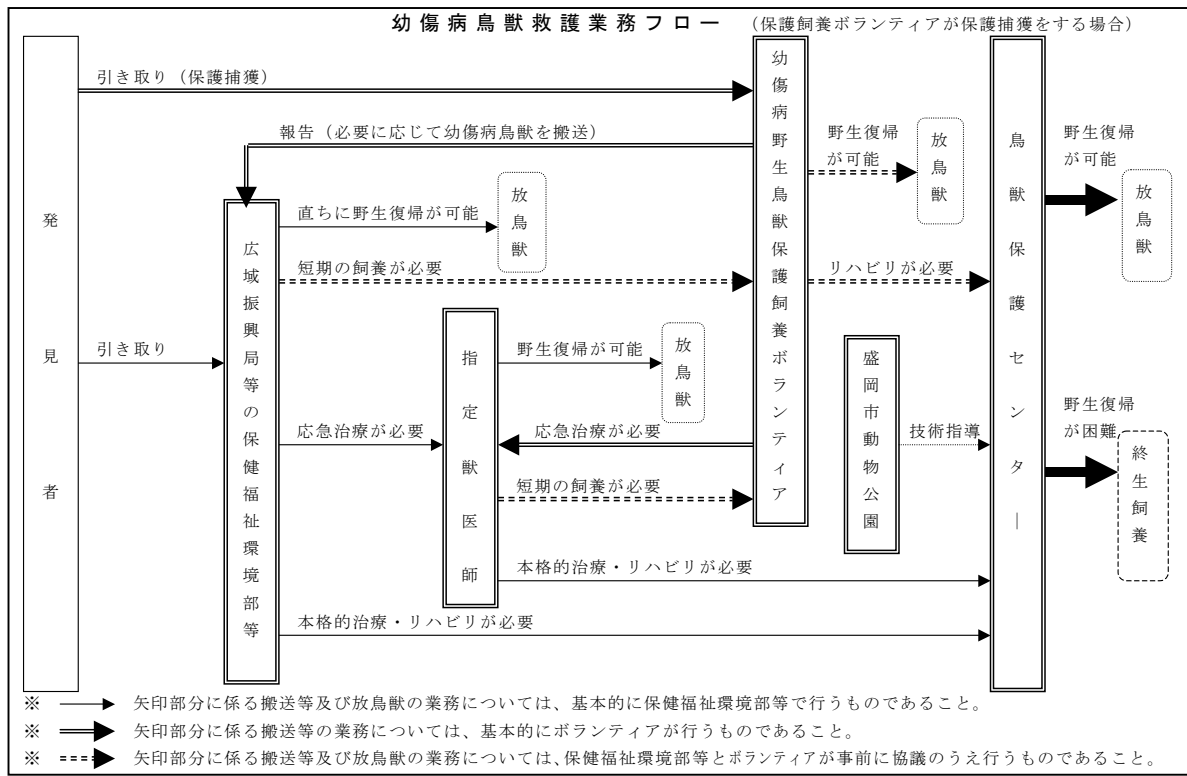 幼傷病鳥獣救護業務フロー (保護飼養ボランティアが保護捕獲をする場合)
発見者
引き取り(保護捕獲)
報告(必要に応じて幼傷病鳥獣を搬送)
引き取り
広域振興局等の保健福祉環境部等
直ちに野生復帰が可能
放鳥獣
短期の飼養が必要
応急治療が必要
本格的治療・リハビリが必要
指定獣医師
野生復帰が可能
放鳥獣
応急治療が必要
短期の飼養が必要
本格的治療・リハビリが必要
幼傷病野生鳥獣保護飼養ボランティア
野生復帰
が可能
放鳥獣
リハビリが必要
盛岡市動物公園
技術指導
鳥獣保護センター
野生復帰
が可能
放鳥獣
野生復帰
が困難
終生飼養
※ 矢印部分に係る搬送等及び放鳥獣の業務については、基本的に保健福祉環境部等で行うものであること。
※ 矢印部分に係る搬送等の業務については、基本的にボランティアが行うものであること。
※ 矢印部分に係る搬送等及び放鳥獣の業務については、保健福祉環境部等とボランティアが事前に協議のうえ行うものであること。